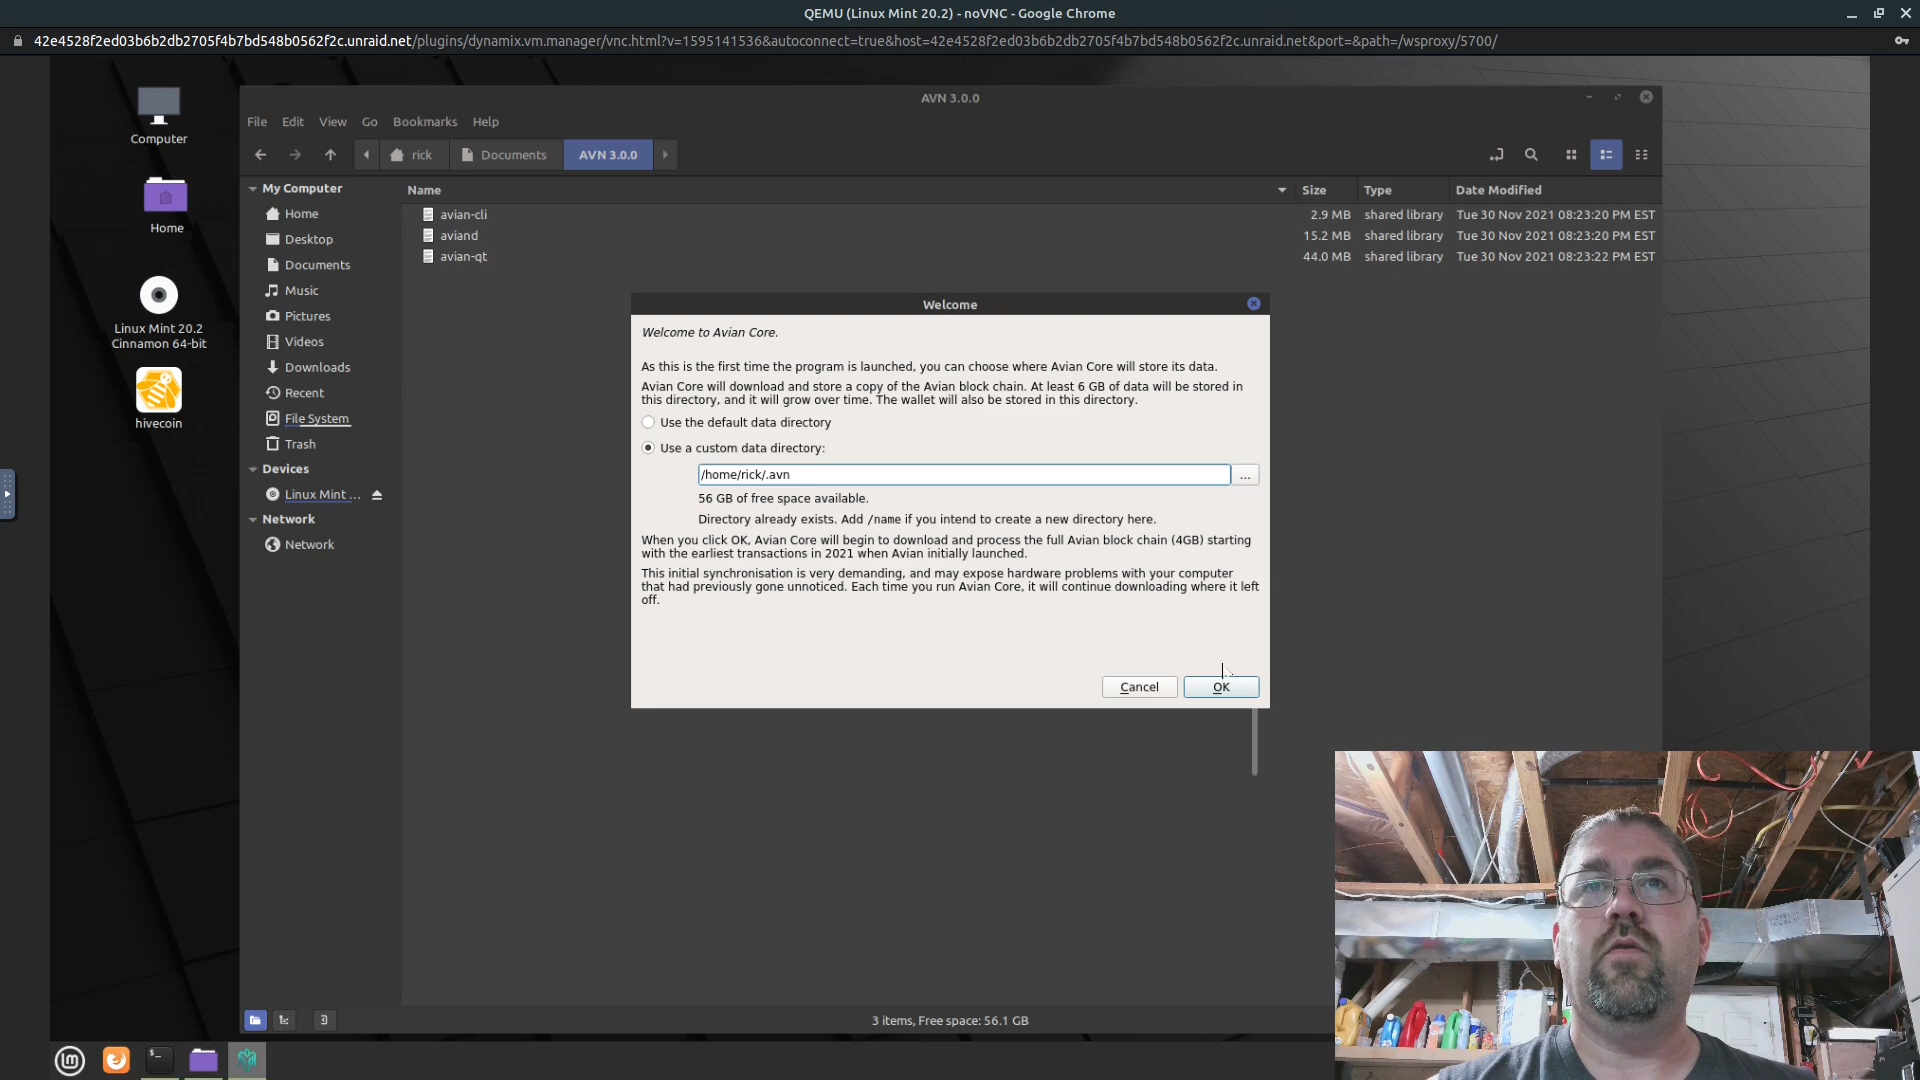 QEMU (Linux Mint 20.2) - noVNC - Google Chrome
42e4528f2ed03b6b2db2705f4b7bd548b0562f2c.unraid.net/plugins/dynamix.vm.manager/vnc.html?v=1595141536&autoconnect=true&host=42e4528f2ed03b6b2db2705f4b7bd548b0562f2c.unraid.net&port=&path=/wsproxy/5700/
Computer
Home
Linux Mint 20.2
Cinnamon 64-bit
hivecoin
AVN 3.0.0
File Edit View Go Bookmarks Help
rick Documents AVN 3.0.0
My Computer
Home
Desktop
Documents
Music
Pictures
Videos
Downloads
Recent
File System
Trash
Devices
Linux Mint ...
Network
Network
Name Size Type Date Modified
avian-cli 2.9 MB shared library Tue 30 Nov 2021 08:23:20 PM EST
aviand 15.2 MB shared library Tue 30 Nov 2021 08:23:20 PM EST
avian-qt 44.0 MB shared library Tue 30 Nov 2021 08:23:22 PM EST
Welcome
Welcome to Avian Core.
As this is the first time the program is launched, you can choose where Avian Core will store its data.
Avian Core will download and store a copy of the Avian block chain. At least 6 GB of data will be stored in
this directory, and it will grow over time. The wallet will also be stored in this directory.
Use the default data directory
Use a custom data directory:
/home/rick/.avn ...
56 GB of free space available.
Directory already exists. Add /name if you intend to create a new directory here.
When you click OK, Avian Core will begin to download and process the full Avian block chain (4GB) starting
with the earliest transactions in 2021 when Avian initially launched.
This initial synchronisation is very demanding, and may expose hardware problems with your computer
that had previously gone unnoticed. Each time you run Avian Core, it will continue downloading where it left
off.
Cancel OK
3 items, Free space: 56.1 GB